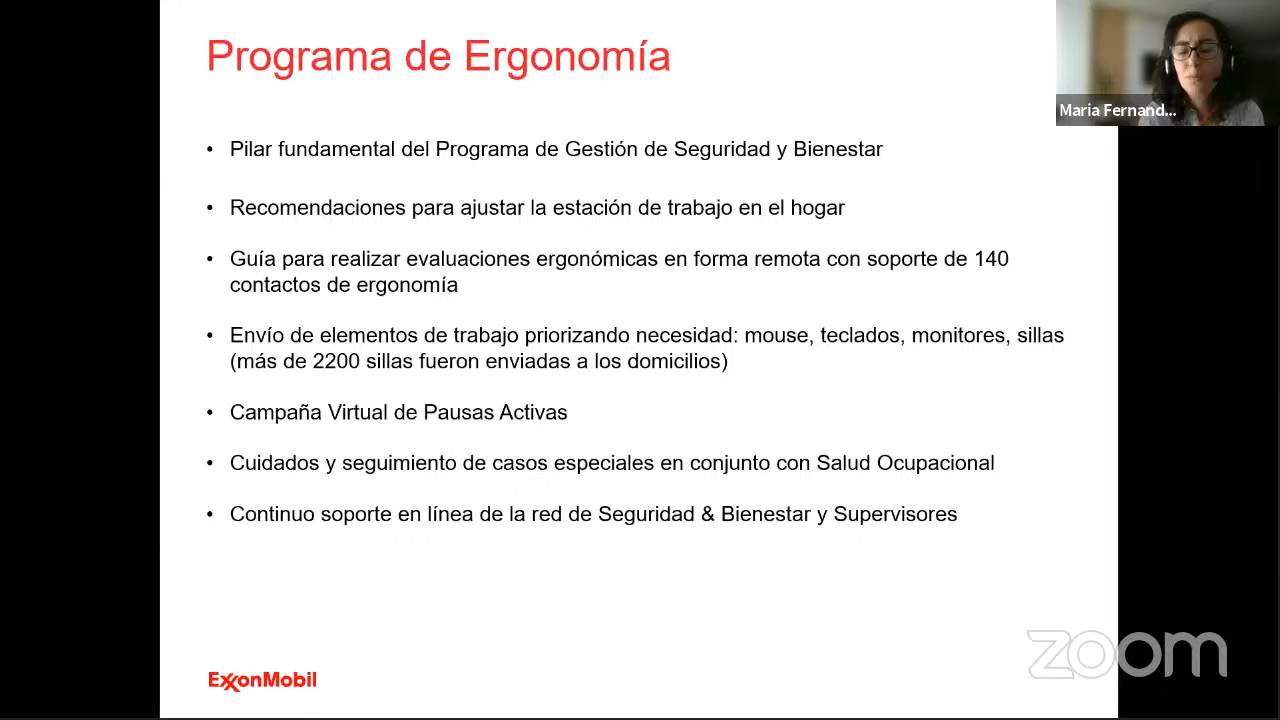 Programa de Ergonomía
Maria Fernand...
• Pilar fundamental del Programa de Gestión de Seguridad y Bienestar
• Recomendaciones para ajustar la estación de trabajo en el hogar
• Guía para realizar evaluaciones ergonómicas en forma remota con soporte de 140
contactos de ergonomía
• Envío de elementos de trabajo priorizando necesidad: mouse, teclados, monitores, sillas
(más de 2200 sillas fueron enviadas a los domicilios)
• Campaña Virtual de Pausas Activas
• Cuidados y seguimiento de casos especiales en conjunto con Salud Ocupacional
• Continuo soporte en línea de la red de Seguridad & Bienestar y Supervisores
ExxonMobil
zoom